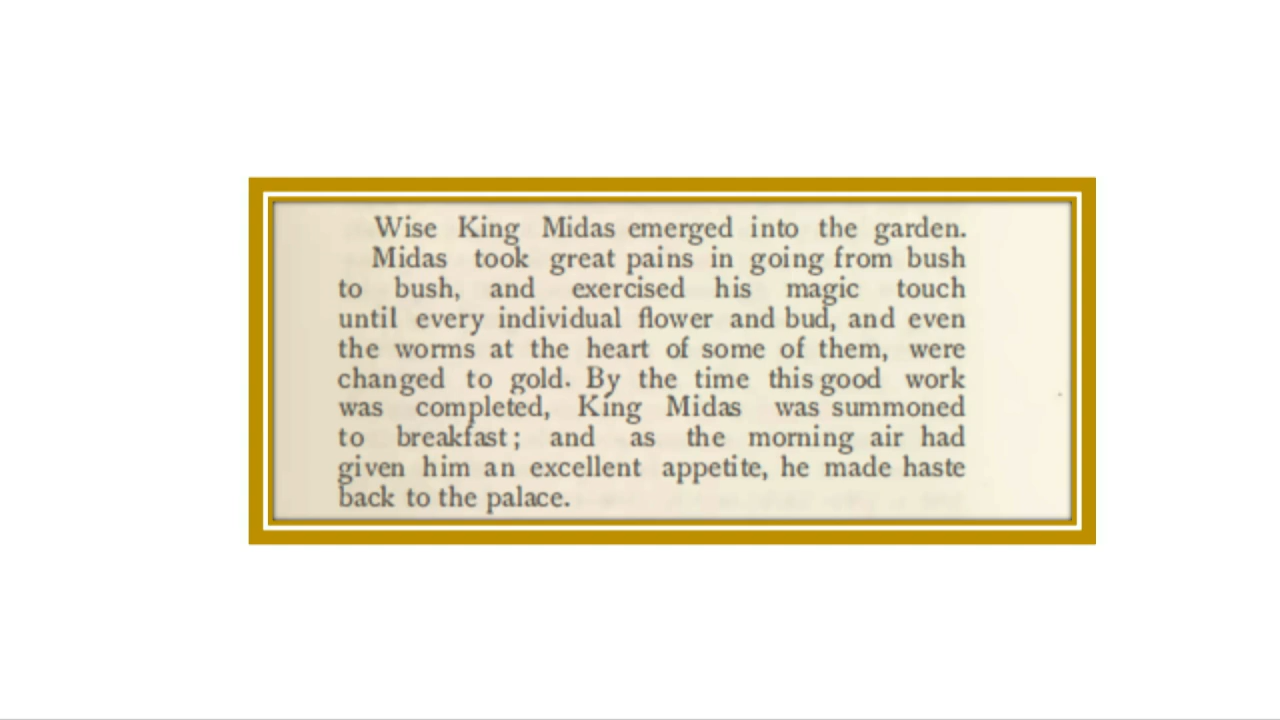 Wise King Midas emerged into the garden.
Midas took great pains in going from bush
to bush, and exercised his magic touch
until every individual flower and bud, and even
the worms at the heart of some of them, were
changed to gold. By the time this good work
was completed, King Midas was summoned
to breakfast; and as the morning air had
given him an excellent appetite, he made haste
back to the palace.